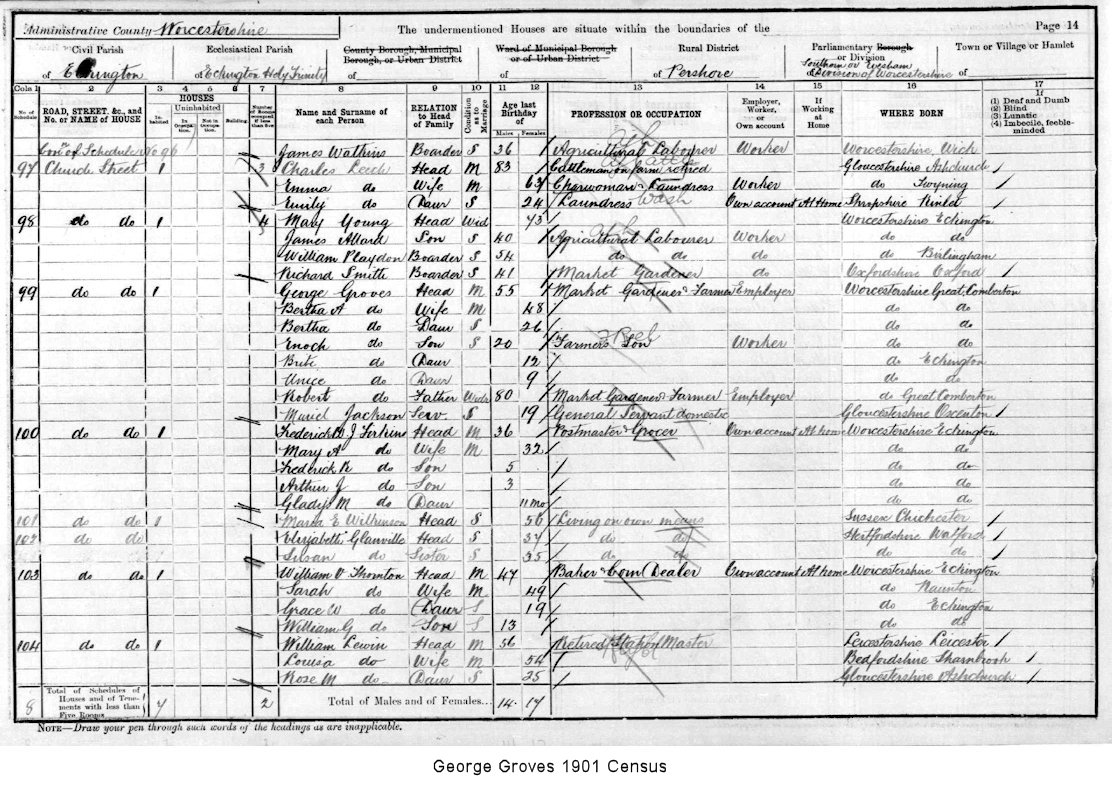 Administrative County Worcestershire The undermentioned Houses are situate within the boundaries of the Page 14
Civil Parish Ecclesiastical Parish County Borough, Municipal Borough, or Urban District Ward of Municipal Borough or of Urban District Rural District Parliamentary Borough or Division Town or Village or Hamlet
of Eckington of Eckington Holy Trinity of of of Pershore Southern or Evesham Division of Worcestershire of
Cols 1 2 3 4 5 6 7 8 9 10 11 12 13 14 15 16 17
No. of Schedule ROAD, STREET, &c., and No. or NAME of HOUSE HOUSES Inhabited Uninhabited In Occupation Not in Occupation Building Number of Rooms occupied if less than five Name and Surname of each Person RELATION to Head of Family Condition as to Marriage Age last Birthday of Males Females PROFESSION OR OCCUPATION Employer, Worker, or Own account If Working at Home WHERE BORN If (1) Deaf and Dumb (2) Blind (3) Lunatic (4) Imbecile, feeble-minded
Con of Schedule No 96 James Watkins Boarder S 36 Agricultural Labourer Worker Worcestershire Wich
97 Church Street 1 3 Charles Leech Head M 83 Cattleman on farm retired Gloucestershire Ashchurch
Emma do Wife M 63 Charwoman & Laundress Worker do Twyning
Emily do Daur S 24 Laundress Wash Own account At Home Shropshire Kinlet
98 do do 1 4 Mary Young Head Wid 73 Worcestershire Eckington
James Allard Son S 40 Agricultural Labourer Worker do do
William Playdon Boarder S 54 do do do do Birlingham
Richard Smith Boarder S 41 Market Gardener do Oxfordshire Oxford
99 do do 1 George Groves Head M 55 Market Gardener & Farmer Employer Worcestershire Great Comberton
Bertha A do Wife M 48 do do
Bertha do Daur S 26 do do
Enoch do Son S 20 Farmers Son Worker do do
Brite do Daur 12 do Eckington
Unice do Daur 9 do do
Robert do Father Widr 80 Market Gardener & Farmer Employer do Great Comberton
Muriel Jackson Serv S 19 General Servant domestic Gloucestershire Oxenton
100 do do 1 Frederick W J Firkins Head M 36 Postmaster & Grocer Own account At home Worcestershire Eckington
Mary A do Wife M 32 do do
Frederick R do Son 5 do do
Arthur J do Son 3 do do
Gladys M do Daur 11 mo do do
101 do do 1 Maria E Wilkinson Head S 56 Living on own means Sussex Chichester
102 do do Elizabeth Glanville Head S 37 do do Hertfordshire Watford
Susan do Sister S 35 do do do do
103 do do 1 William V Thornton Head M 47 Baker & Corn Dealer Own account At home Worcestershire Eckington
Sarah do Wife M 49 do Naunton
Grace W do Daur S 19 do Eckington
William G do Son S 13 do do
104 do do 1 William Lewin Head M 56 Retired Station Master Leicestershire Leicester
Louisa do Wife M 54 Bedfordshire Sharnbrook
Rose M do Daur S 25 Gloucestershire Ashchurch
8 Total of Schedules of Houses and of Tenements with less than Five Rooms 7 2 Total of Males and of Females... 14 17
NOTE—Draw your pen through such words of the headings as are inapplicable.
George Groves 1901 Census